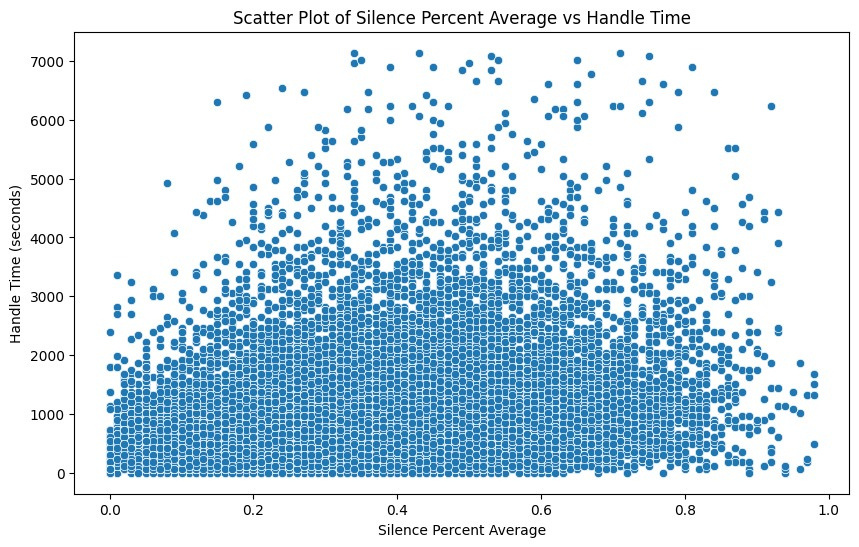 Scatter Plot of Silence Percent Average vs Handle Time
Handle Time (seconds)
7000
6000
5000
4000
3000
2000
1000
0
0.0 0.2 0.4 0.6 0.8 1.0
Silence Percent Average